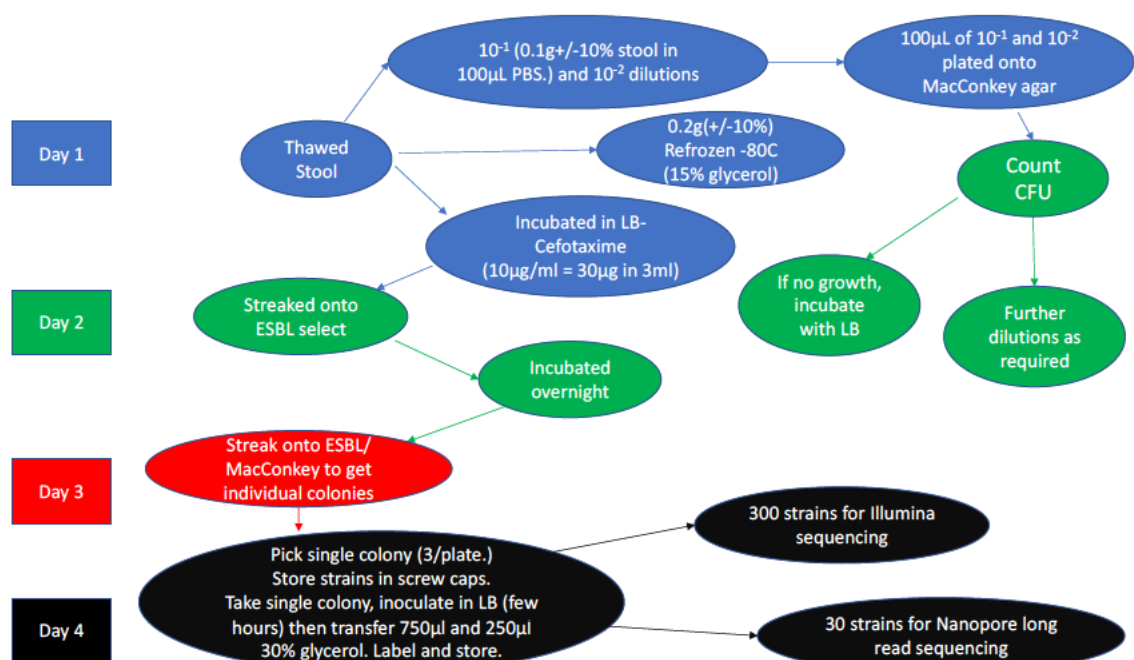 10⁻¹ (0.1g+/-10% stool in
100µL PBS.) and 10⁻² dilutions
100µL of 10⁻¹ and 10⁻²
plated onto
MacConkey agar
Day 1
Thawed
Stool
0.2g(+/-10%)
Refrozen -80C
(15% glycerol)
Count
CFU
Incubated in LB-
Cefotaxime
(10µg/ml = 30µg in 3ml)
Day 2
Streaked onto
ESBL select
If no growth,
incubate
with LB
Further
dilutions as
required
Incubated
overnight
Day 3
Streak onto ESBL/
MacConkey to get
individual colonies
300 strains for Illumina
sequencing
Day 4
Pick single colony (3/plate.)
Store strains in screw caps.
Take single colony, inoculate in LB (few
hours) then transfer 750µl and 250µl
30% glycerol. Label and store.
30 strains for Nanopore long
read sequencing